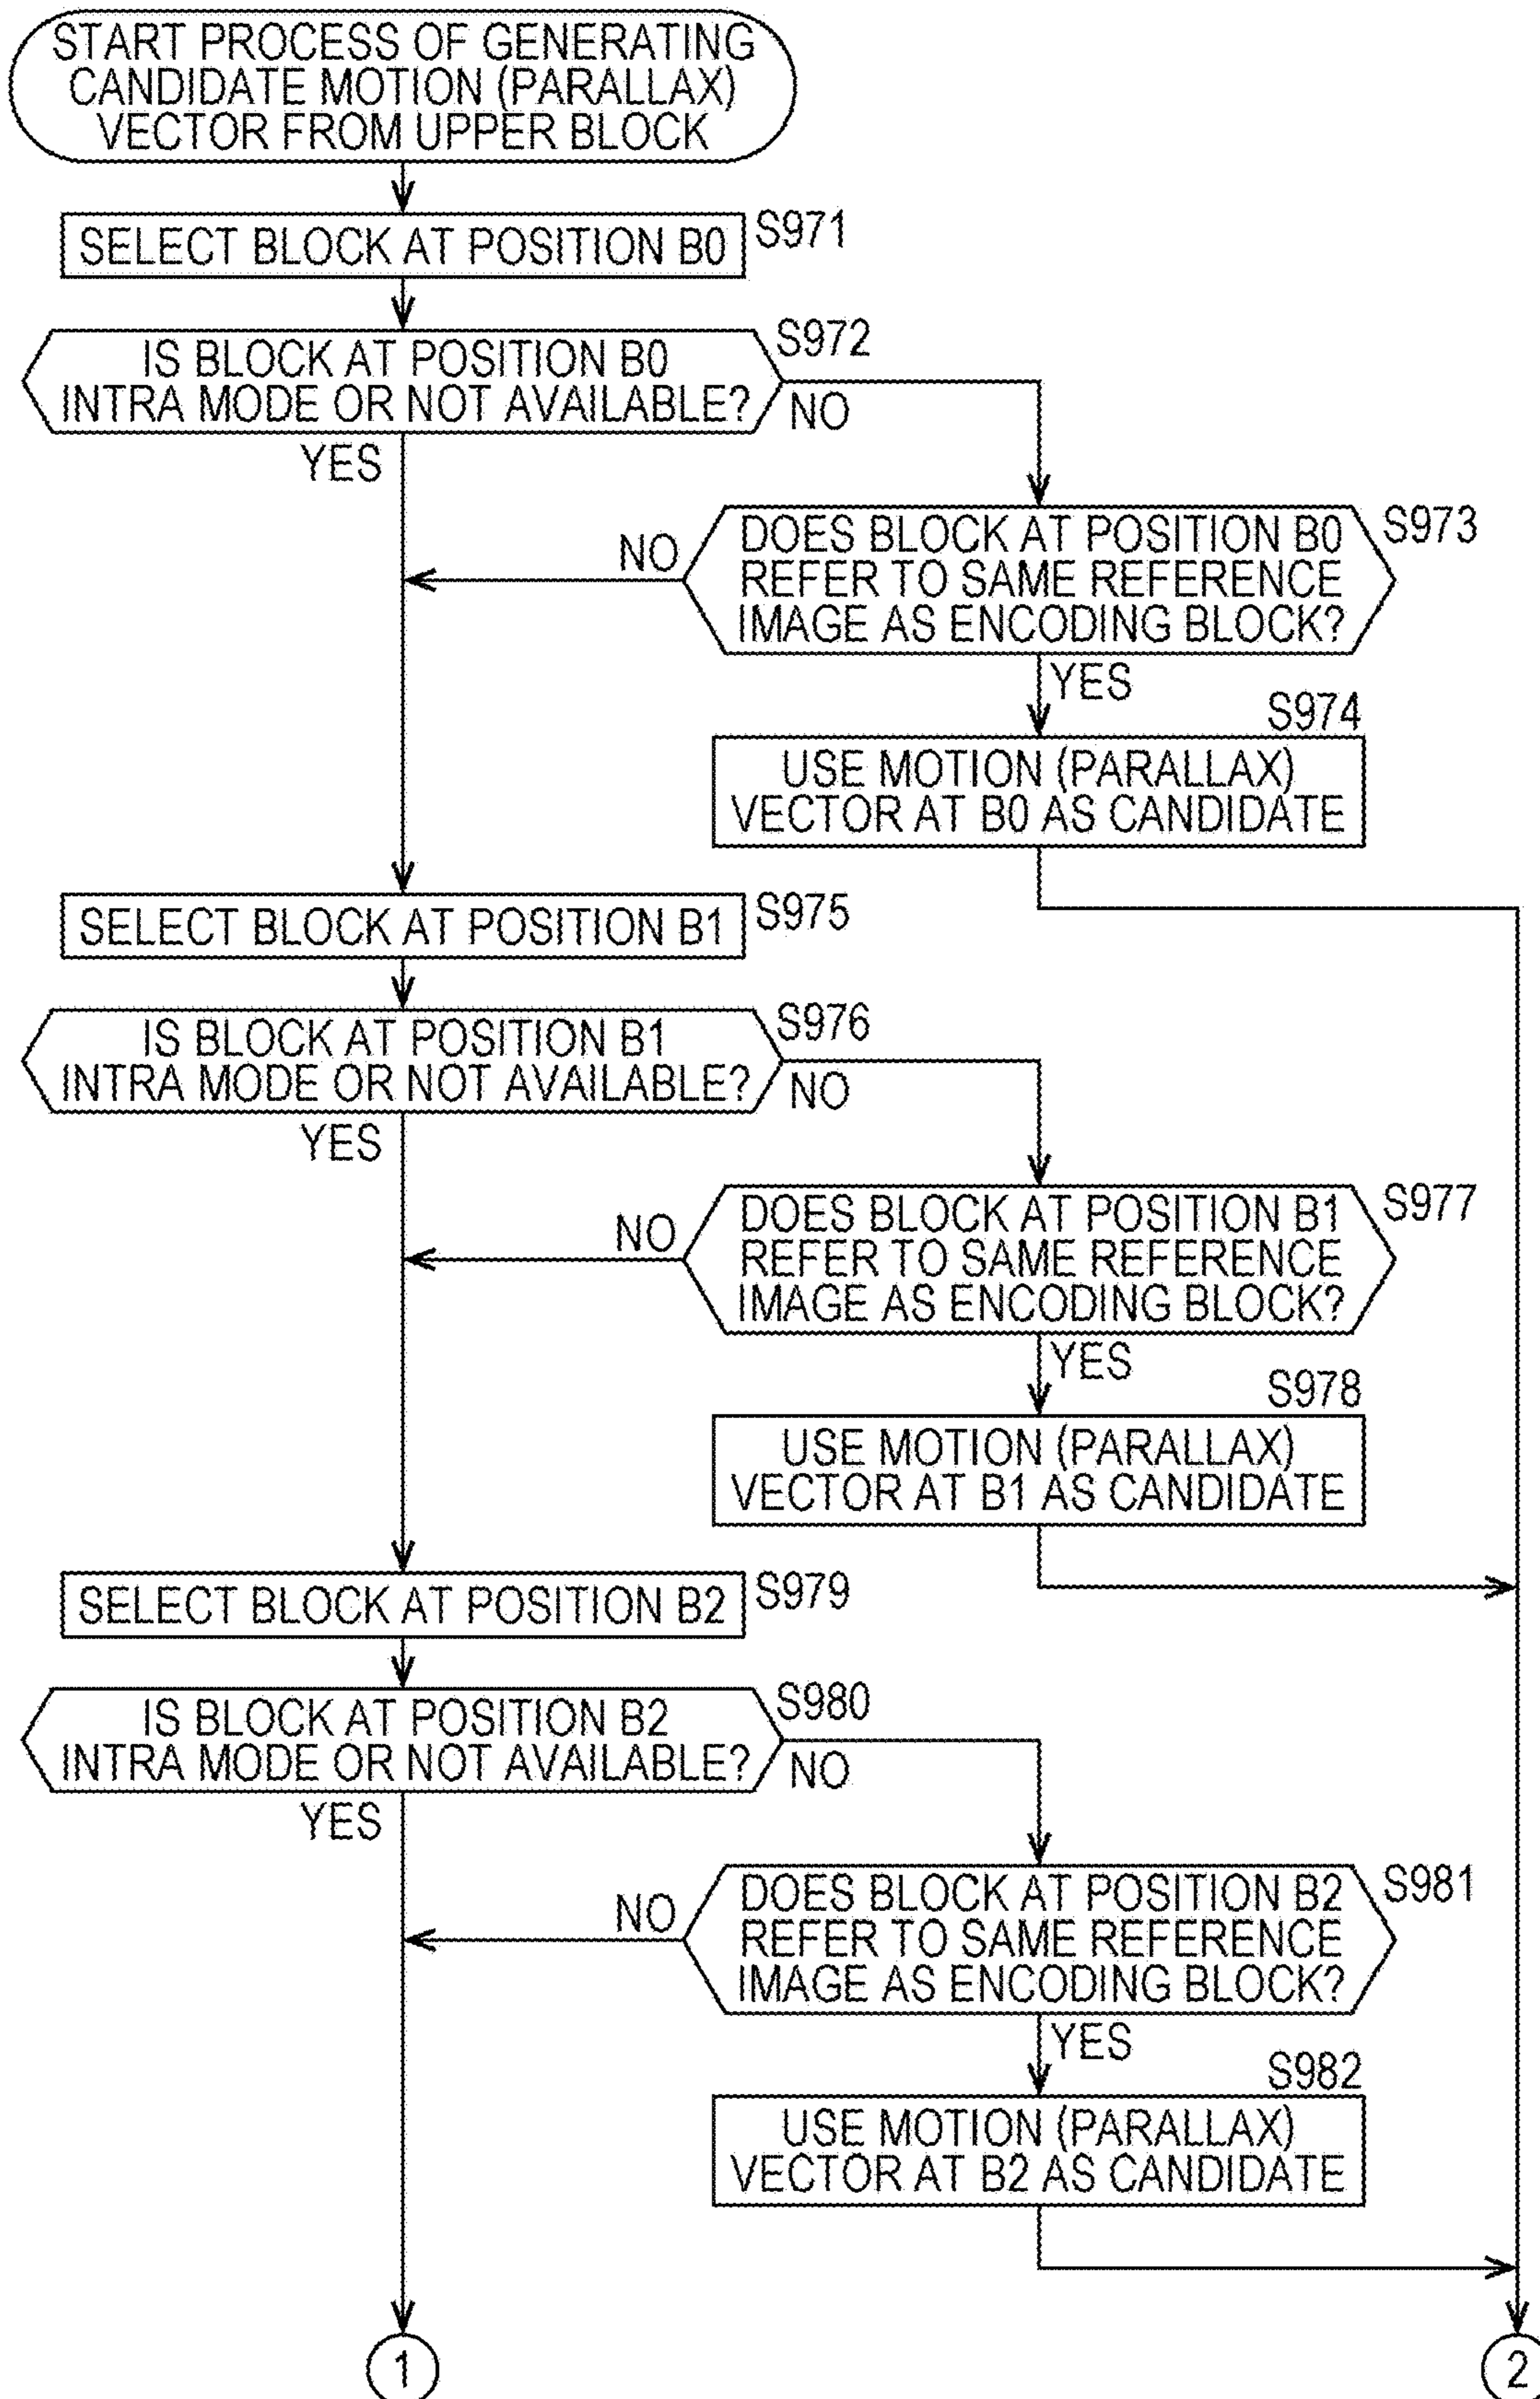 START PROCESS OF GENERATING
CANDIDATE MOTION (PARALLAX)
VECTOR FROM UPPER BLOCK
SELECT BLOCK AT POSITION B0
S971
IS BLOCK AT POSITION B0
INTRA MODE OR NOT AVAILABLE?
S972
NO
YES
DOES BLOCK AT POSITION B0
REFER TO SAME REFERENCE
IMAGE AS ENCODING BLOCK?
S973
NO
YES
S974
USE MOTION (PARALLAX)
VECTOR AT B0 AS CANDIDATE
SELECT BLOCK AT POSITION B1
S975
IS BLOCK AT POSITION B1
INTRA MODE OR NOT AVAILABLE?
S976
NO
YES
DOES BLOCK AT POSITION B1
REFER TO SAME REFERENCE
IMAGE AS ENCODING BLOCK?
S977
NO
YES
S978
USE MOTION (PARALLAX)
VECTOR AT B1 AS CANDIDATE
SELECT BLOCK AT POSITION B2
S979
IS BLOCK AT POSITION B2
INTRA MODE OR NOT AVAILABLE?
S980
NO
YES
DOES BLOCK AT POSITION B2
REFER TO SAME REFERENCE
IMAGE AS ENCODING BLOCK?
S981
NO
YES
S982
USE MOTION (PARALLAX)
VECTOR AT B2 AS CANDIDATE
1
2